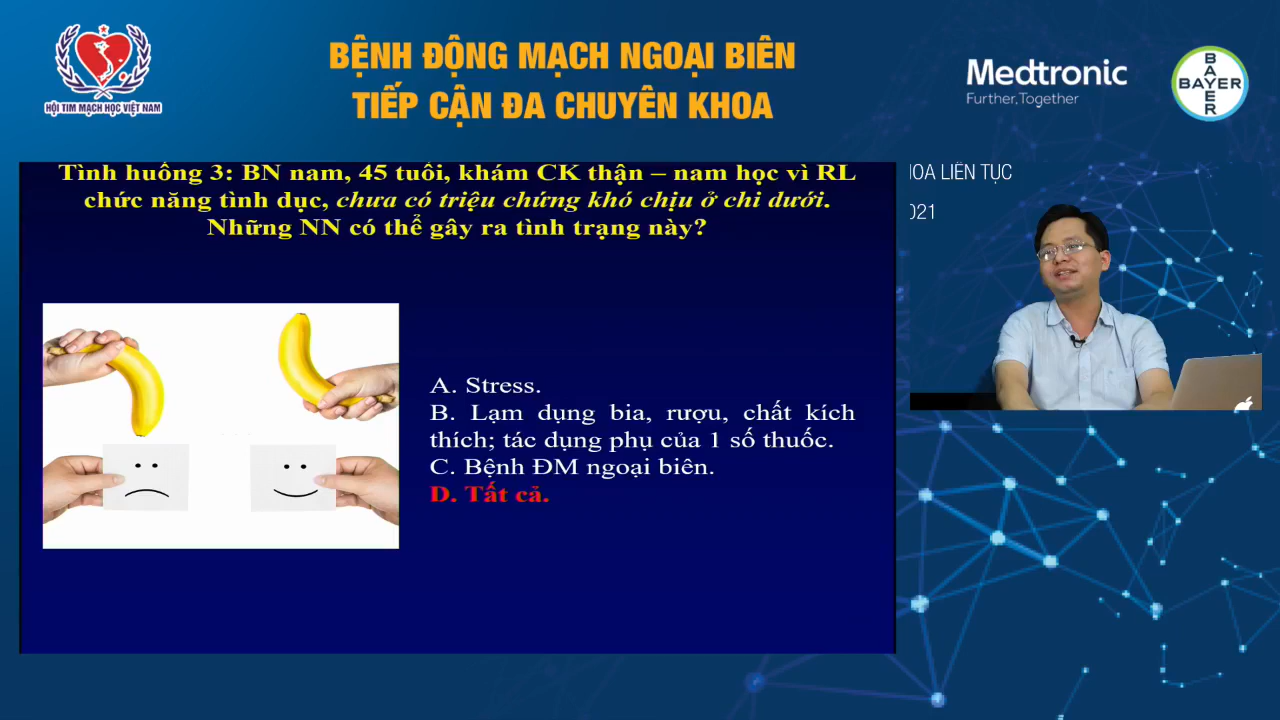 HỘI TIM MẠCH HỌC VIỆT NAM
BỆNH ĐỘNG MẠCH NGOẠI BIÊN
TIẾP CẬN ĐA CHUYÊN KHOA
Medtronic
Further, Together
BAYER
BAYER
Tình huống 3: BN nam, 45 tuổi, khám CK thận – nam học vì RL
chức năng tình dục, chưa có triệu chứng khó chịu ở chi dưới.
Những NN có thể gây ra tình trạng này?
A. Stress.
B. Lạm dụng bia, rượu, chất kích
thích; tác dụng phụ của 1 số thuốc.
C. Bệnh ĐM ngoại biên.
D. Tất cả.
HOA LIÊN TỤC
021